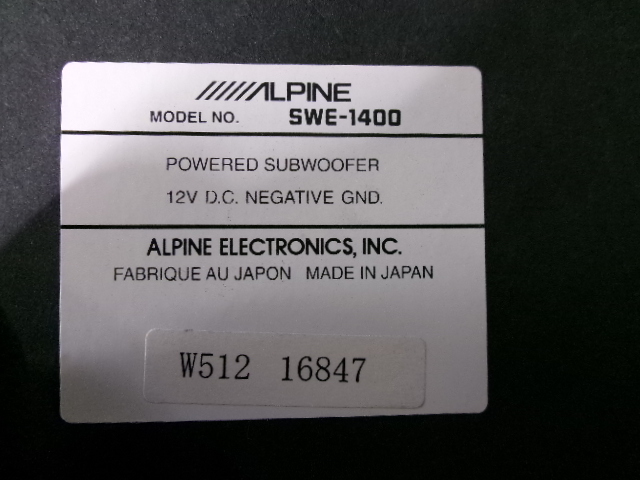 ALPINE
MODEL NO. SWE-1400
POWERED SUBWOOFER
12V D.C. NEGATIVE GND.
ALPINE ELECTRONICS, INC.
FABRIQUE AU JAPON MADE IN JAPAN
W512 16847